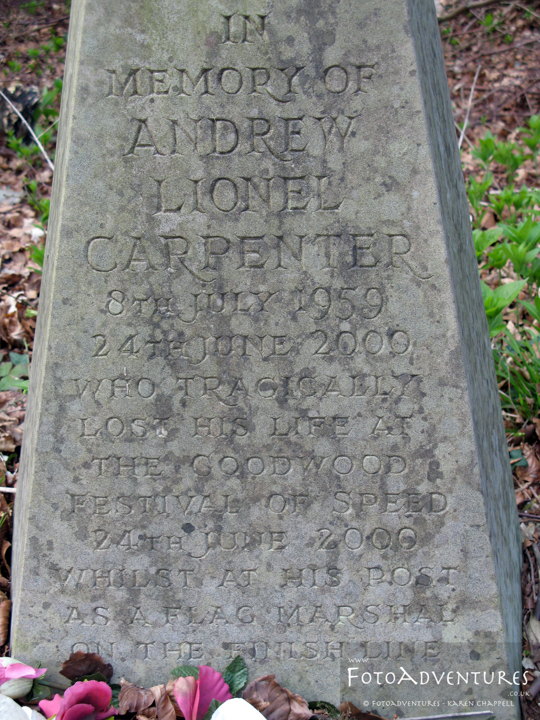 IN
MEMORY OF
ANDREW
LIONEL
CARPENTER
8TH JULY 1959
24TH JUNE 2000
WHO TRAGICALLY
LOST HIS LIFE AT
THE GOODWOOD
FESTIVAL OF SPEED
24TH JUNE 2000
WHILST AT HIS POST
AS A FLAG MARSHAL
ON THE FINISH LINE
www.
FOTOADVENTURES
.co.uk
© FOTOADVENTURES - KAREN CHAPPELL